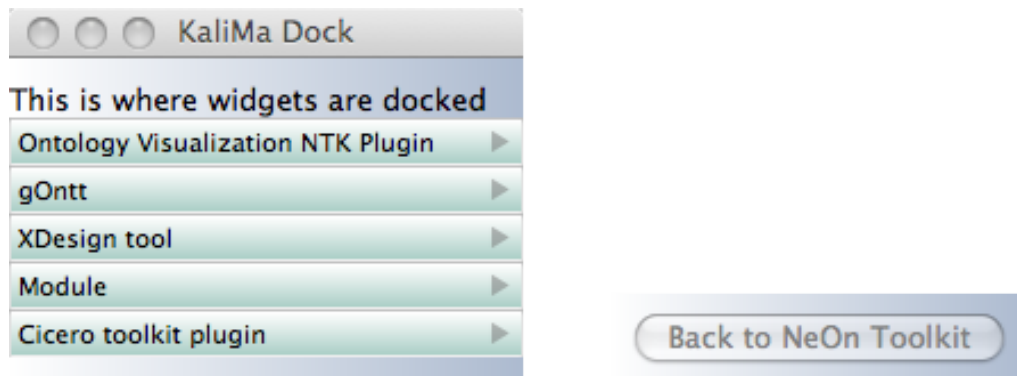 KaliMa Dock
This is where widgets are docked
Ontology Visualization NTK Plugin
gOntt
XDesign tool
Module
Cicero toolkit plugin
Back to NeOn Toolkit